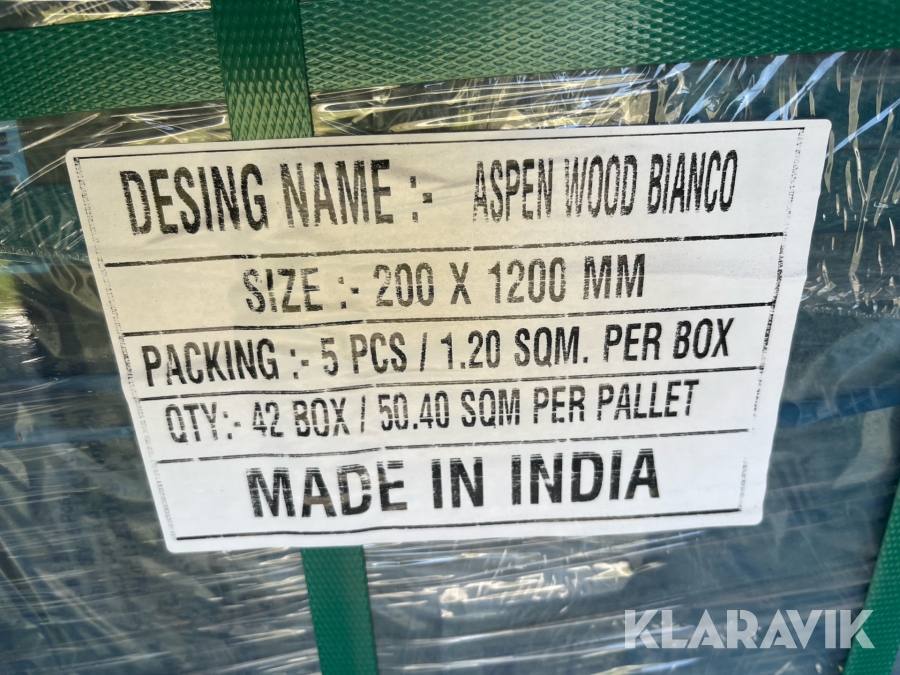 DESING NAME :- ASPEN WOOD BIANCO
SIZE :- 200 X 1200 MM
PACKING :- 5 PCS / 1.20 SQM. PER BOX
QTY:- 42 BOX / 50.40 SQM PER PALLET
MADE IN INDIA
KLARAVIK